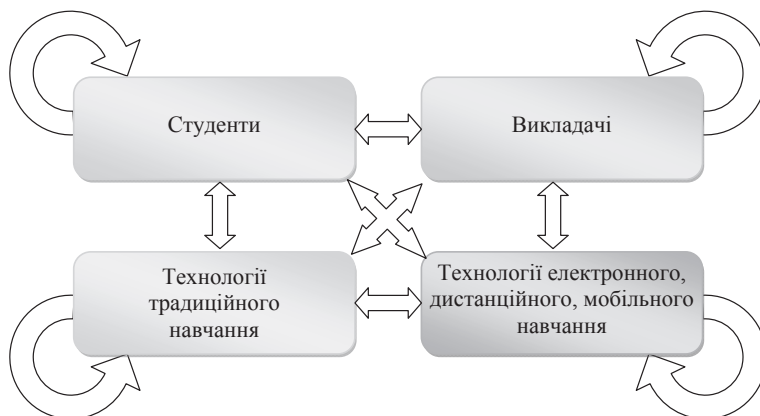 Студенти
Викладачі
Технології
традиційного
навчання
Технології електронного,
дистанційного, мобільного
навчання